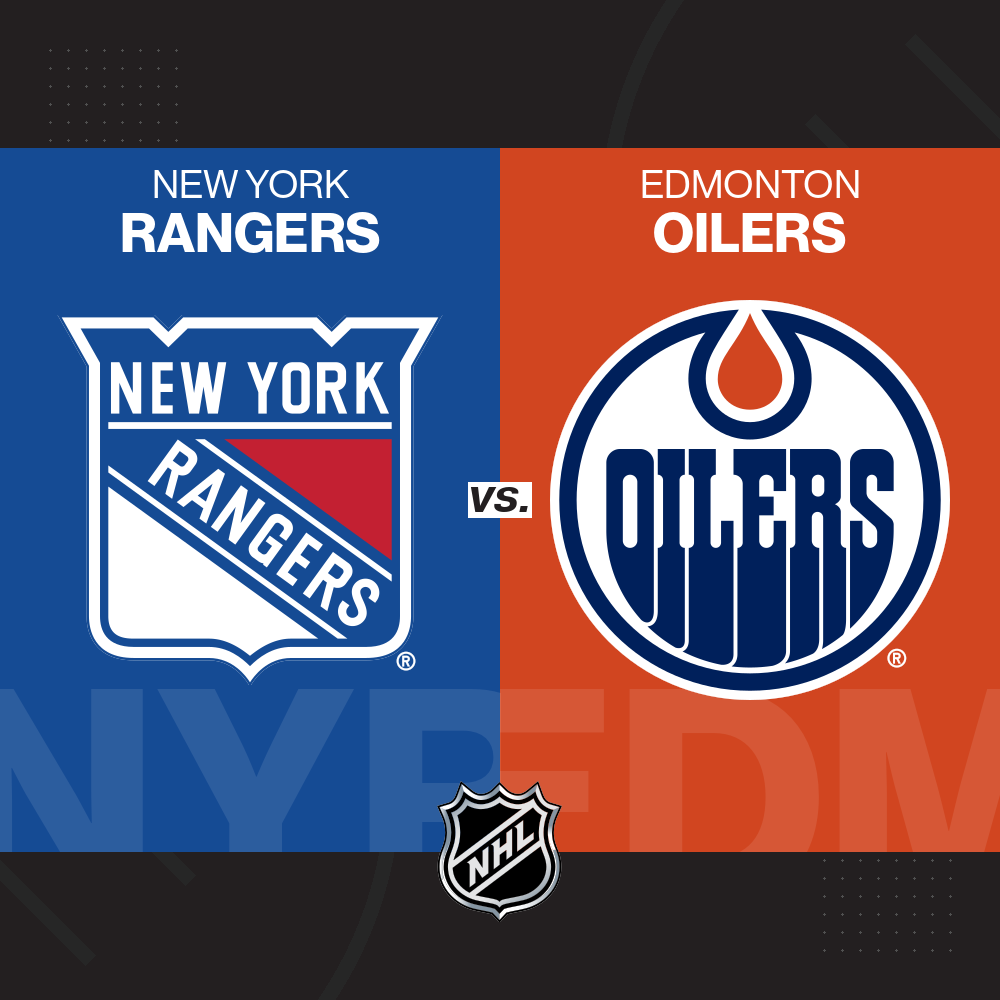 NEW YORK
RANGERS
EDMONTON
OILERS
NEW YORK
RANGERS
®
vs.
OILERS
®
NYR
EDM
NHL